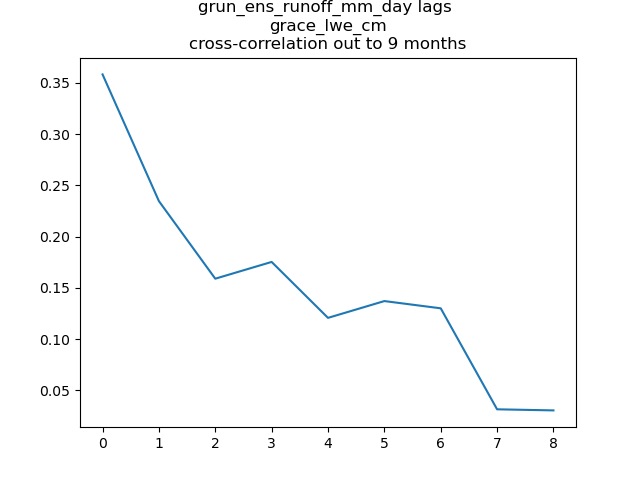 grun_ens_runoff_mm_day lags
grace_lwe_cm
cross-correlation out to 9 months
0.35
0.30
0.25
0.20
0.15
0.10
0.05
0 1 2 3 4 5 6 7 8